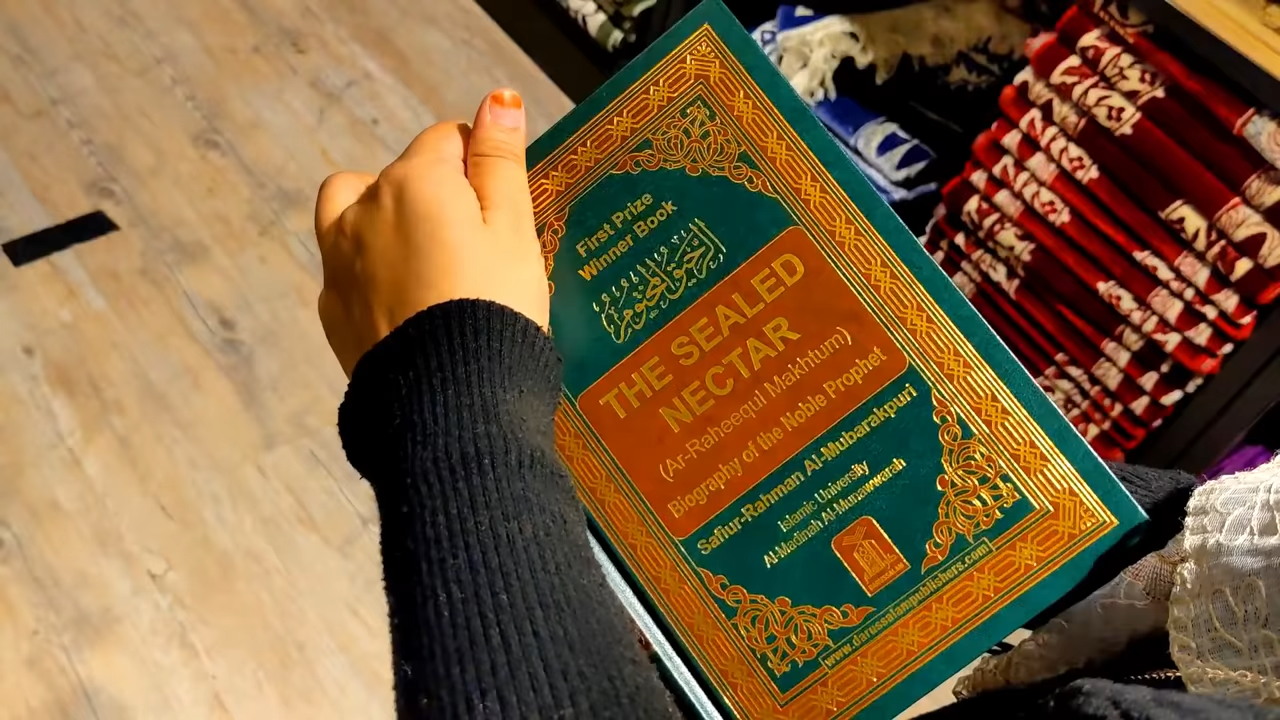 First Prize
Winner Book
الرحيق المختوم
THE SEALED
NECTAR
(Ar-Raheequl Makhtum)
Biography of the Noble Prophet
Safiur-Rahman Al-Mubarakpuri
Islamic University
Al-Madinah Al-Munawwarah
DARUSSALAM
www.darussalampublishers.com